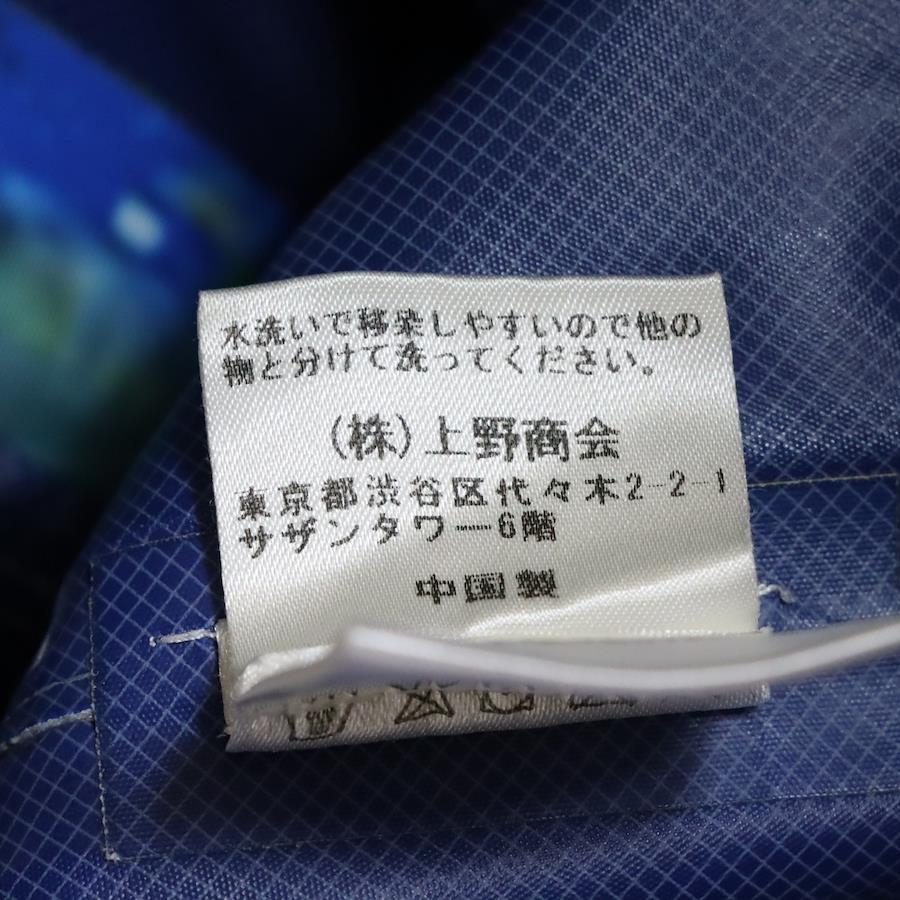 水洗いで移染しやすいので他の
物と分けて洗ってください。
(株)上野商会
東京都渋谷区代々木2-2-1
サザンタワー6階
中国製